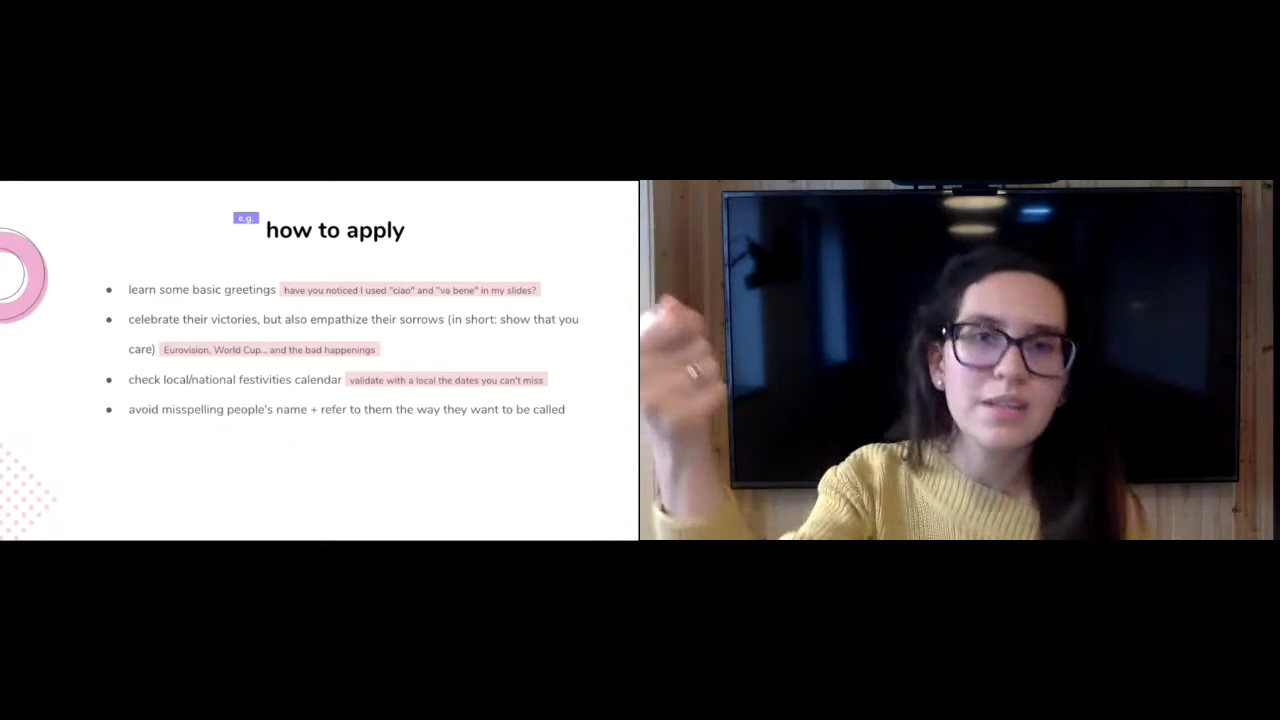 e.g.
how to apply
● learn some basic greetings have you noticed I used "ciao" and "va bene" in my slides?
● celebrate their victories, but also empathize their sorrows (in short: show that you
care) Eurovision, World Cup... and the bad happenings
● check local/national festivities calendar validate with a local the dates you can't miss
● avoid misspelling people's name + refer to them the way they want to be called